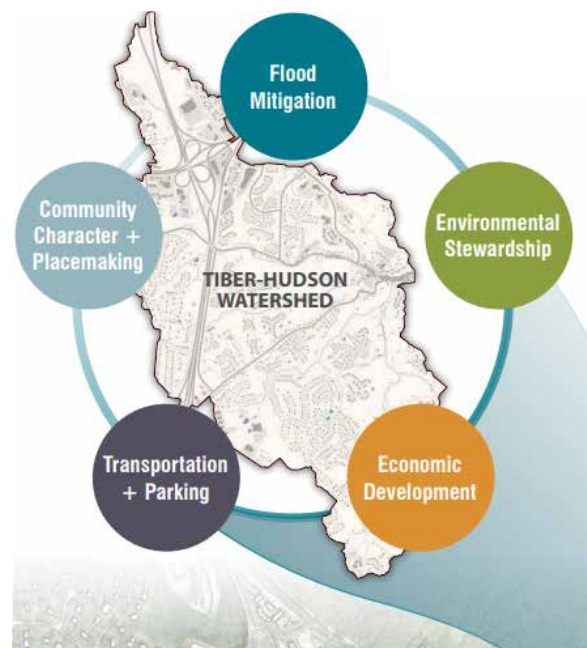 Flood
Mitigation
Community
Character +
Placemaking
Environmental
Stewardship
TIBER-HUDSON
WATERSHED
Transportation
+ Parking
Economic
Development